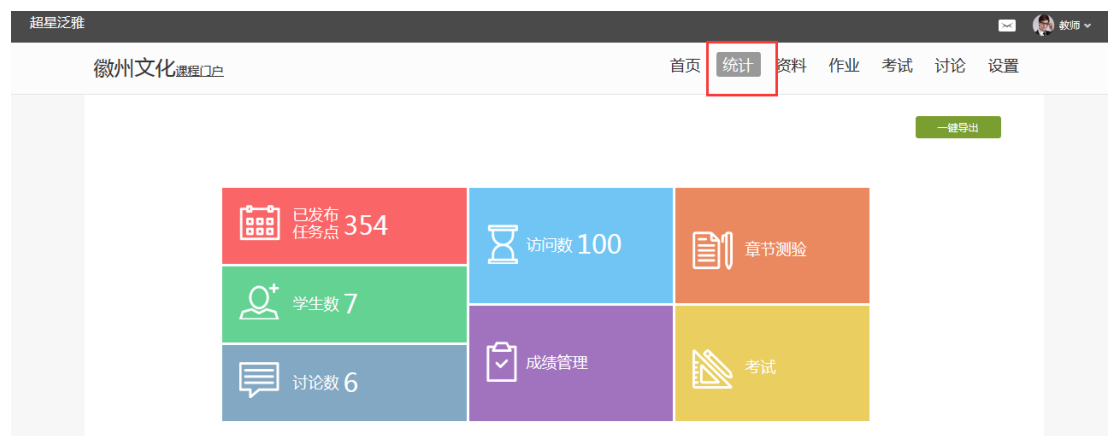 超星泛雅
教师
徽州文化课程门户
首页 统计 资料 作业 考试 讨论 设置
一键导出
已发布
任务点 354
学生数 7
讨论数 6
访问数 100
成绩管理
章节测验
考试